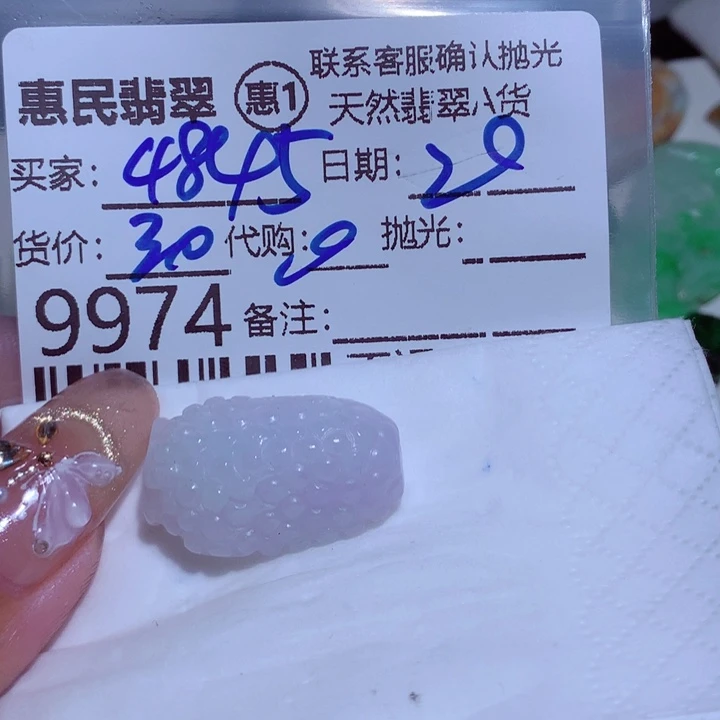 惠民翡翠 惠1 联系客服确认抛光
天然翡翠A货
买家: 4845 日期: 29
货价: 30 代购: 29 抛光:
9974 备注: